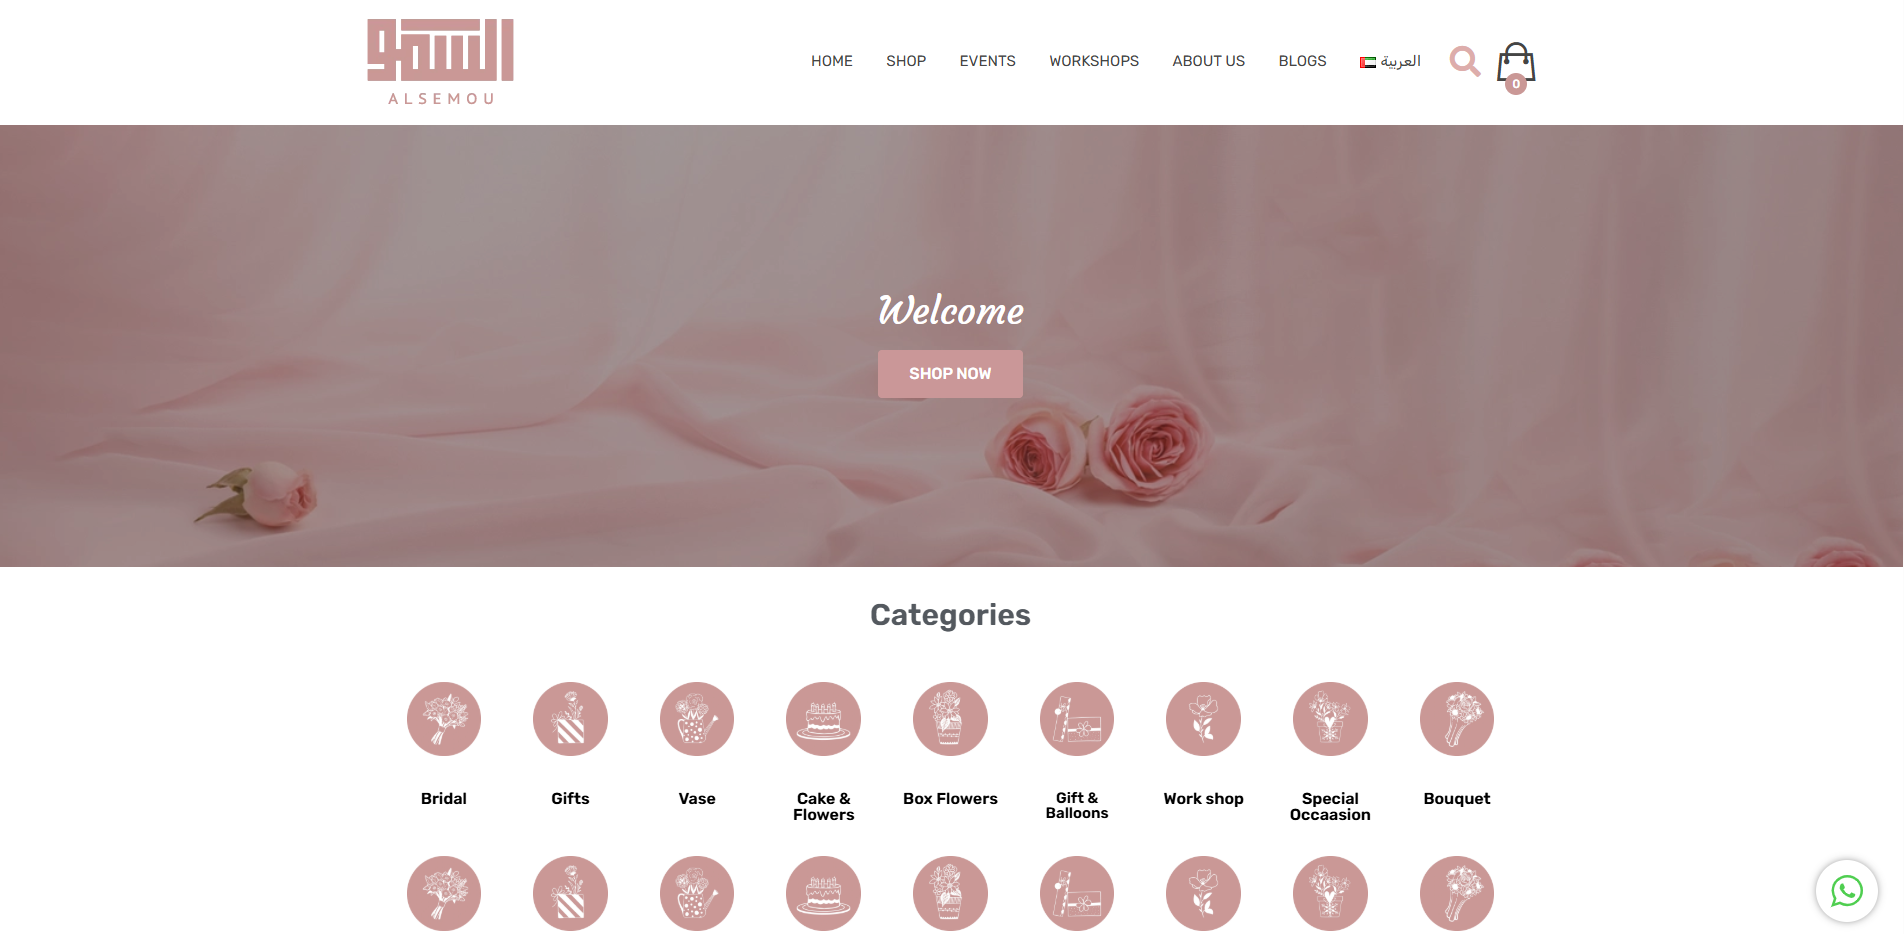 السمو
ALSEMOU
HOME SHOP EVENTS WORKSHOPS ABOUT US BLOGS العربية
0
Welcome
SHOP NOW
Categories
Bridal
Gifts
Vase
Cake &
Flowers
Box Flowers
Gift &
Balloons
Work shop
Special
Occaasion
Bouquet